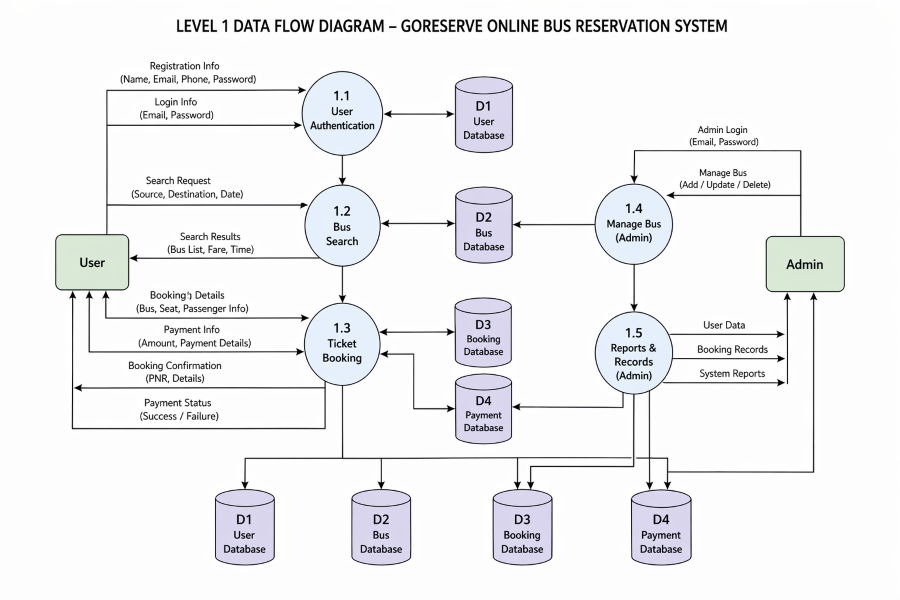 LEVEL 1 DATA FLOW DIAGRAM – GORESERVE ONLINE BUS RESERVATION SYSTEM
Registration Info
(Name, Email, Phone, Password)
Login Info
(Email, Password)
1.1
User
Authentication
D1
User
Database
Admin Login
(Email, Password)
Manage Bus
(Add / Update / Delete)
Search Request
(Source, Destination, Date)
1.2
Bus
Search
D2
Bus
Database
1.4
Manage Bus
(Admin)
User
Search Results
(Bus List, Fare, Time)
Admin
Booking') Details
(Bus, Seat, Passenger Info)
Payment Info
(Amount, Payment Details)
Booking Confirmation
(PNR, Details)
Payment Status
(Success / Failure)
1.3
Ticket
Booking
D3
Booking
Database
D4
Payment
Database
1.5
Reports &
Records
(Admin)
User Data
Booking Records
System Reports
D1
User
Database
D2
Bus
Database
D3
Booking
Database
D4
Payment
Database